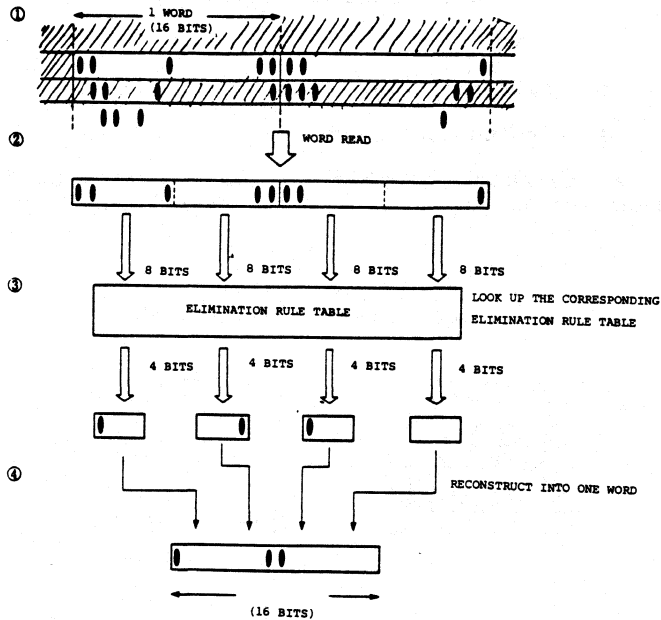 ①
1 WORD
(16 BITS)
②
WORD READ
8 BITS 8 BITS 8 BITS 8 BITS
③
ELIMINATION RULE TABLE
LOOK UP THE CORRESPONDING
ELIMINATION RULE TABLE
4 BITS 4 BITS 4 BITS 4 BITS
④
RECONSTRUCT INTO ONE WORD
(16 BITS)